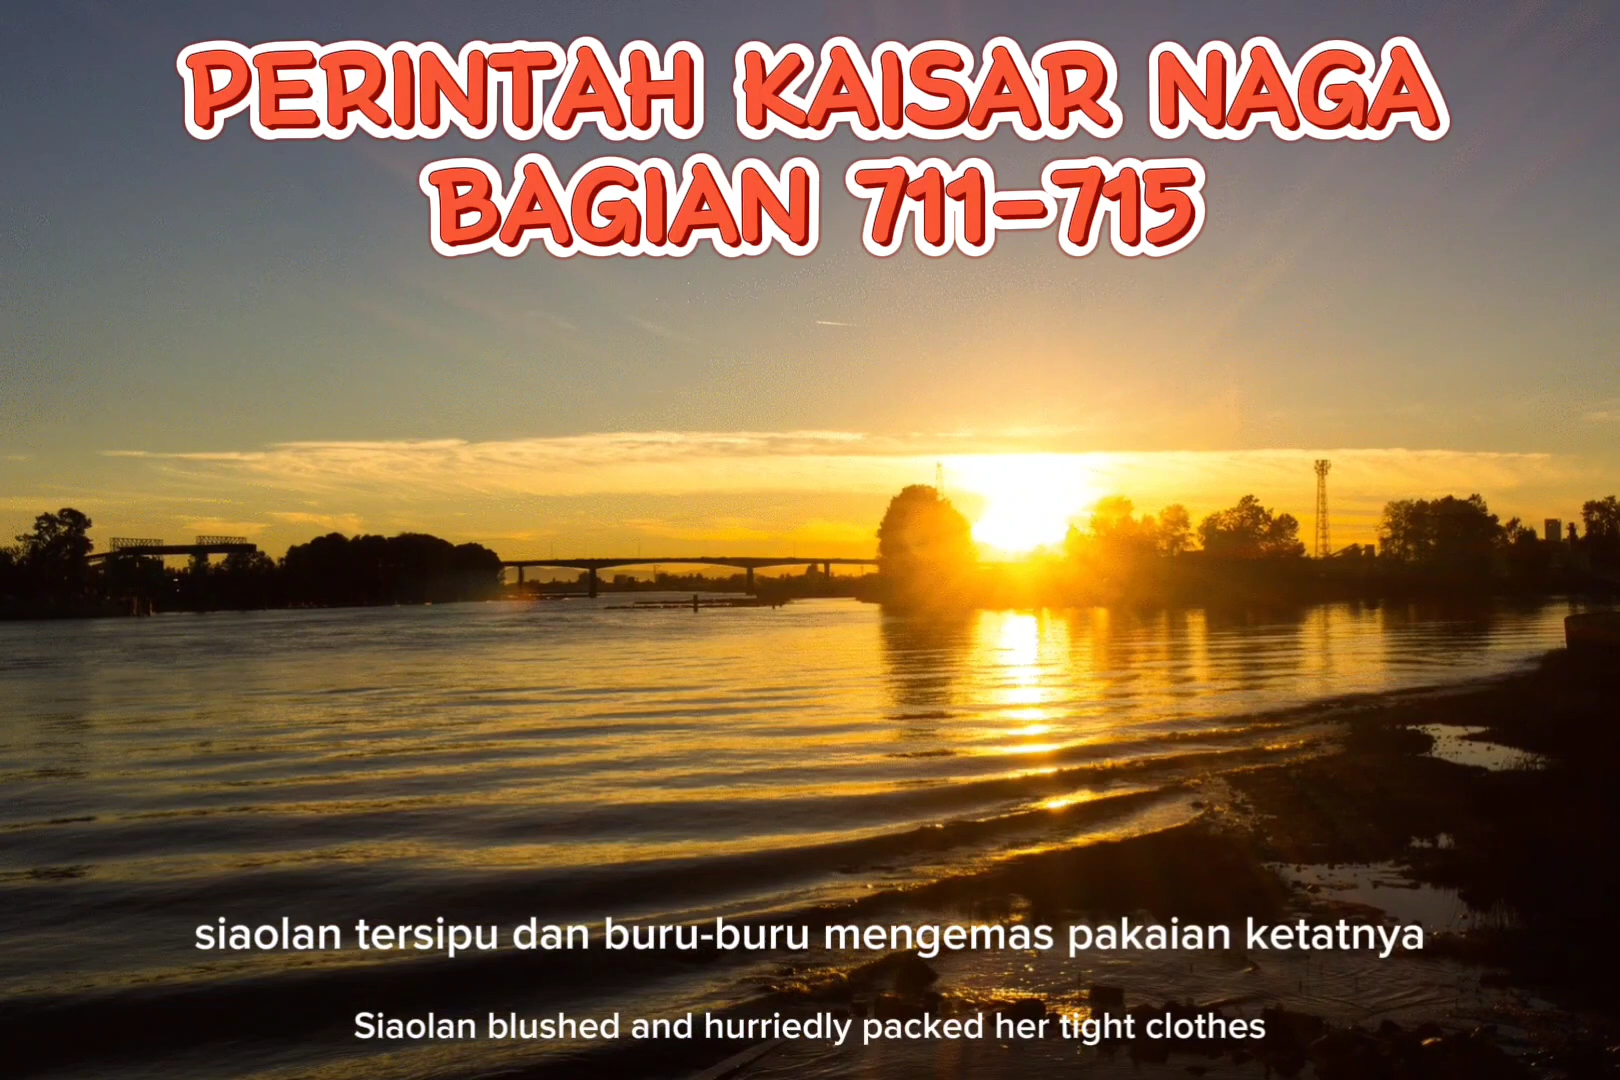 PERINTAH KAISAR NAGA
BAGIAN 711-715
siaolan tersipu dan buru-buru mengemas pakaian ketatnya
Siaolan blushed and hurriedly packed her tight clothes